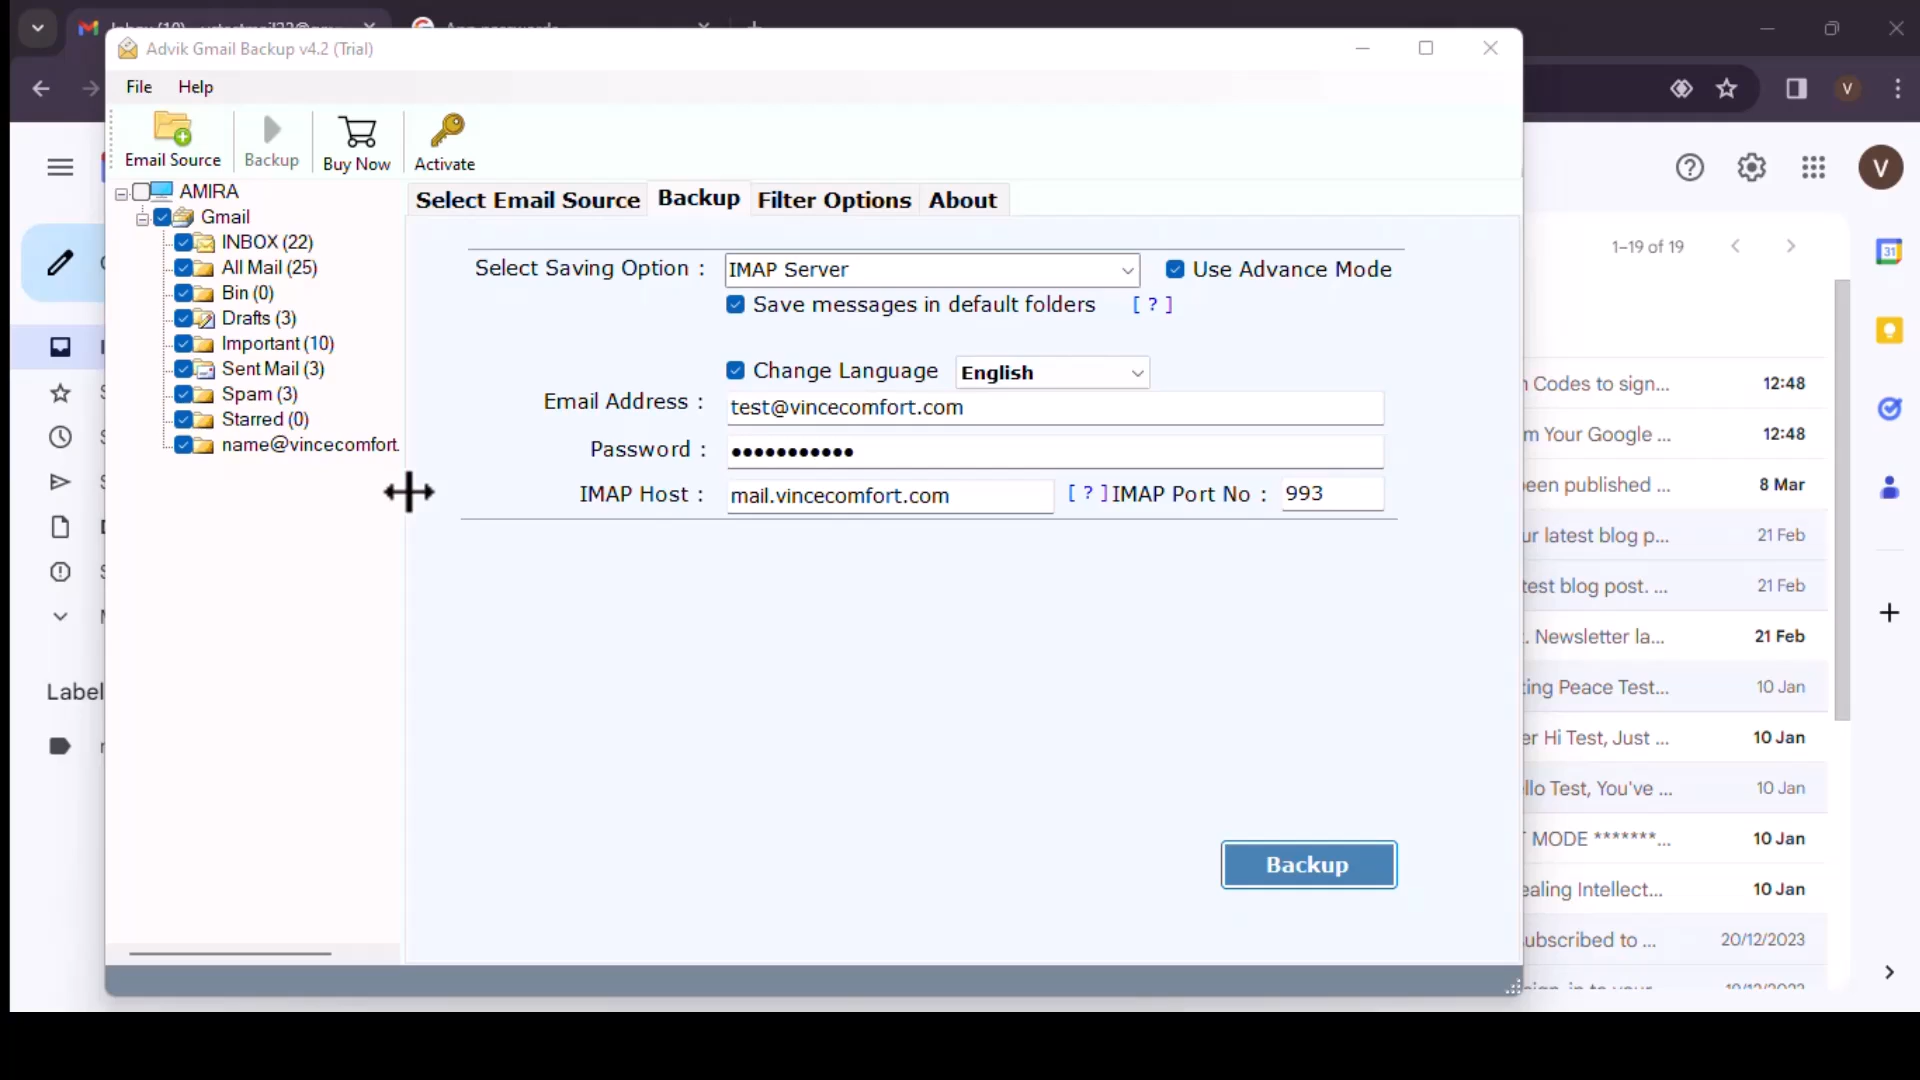 Advik Gmail Backup v4.2 (Trial)
File Help
Email Source Backup Buy Now Activate
AMIRA
Gmail
INBOX (22)
All Mail (25)
Bin (0)
Drafts (3)
Important (10)
Sent Mail (3)
Spam (3)
Starred (0)
name@vincecomfort.
Select Email Source Backup Filter Options About
Select Saving Option : IMAP Server Use Advance Mode
Save messages in default folders [ ? ]
Change Language English
Email Address : test@vincecomfort.com
Password : ●●●●●●●●●●●
IMAP Host : mail.vincecomfort.com [ ? ] IMAP Port No : 993
Backup
V
V
1–19 of 19
31
Codes to sign... 12:48
m Your Google ... 12:48
een published ... 8 Mar
ur latest blog p... 21 Feb
test blog post. ... 21 Feb
. Newsletter la... 21 Feb
ting Peace Test... 10 Jan
er Hi Test, Just ... 10 Jan
llo Test, You've ... 10 Jan
MODE *******... 10 Jan
ealing Intellect... 10 Jan
ubscribed to ... 20/12/2023
Label